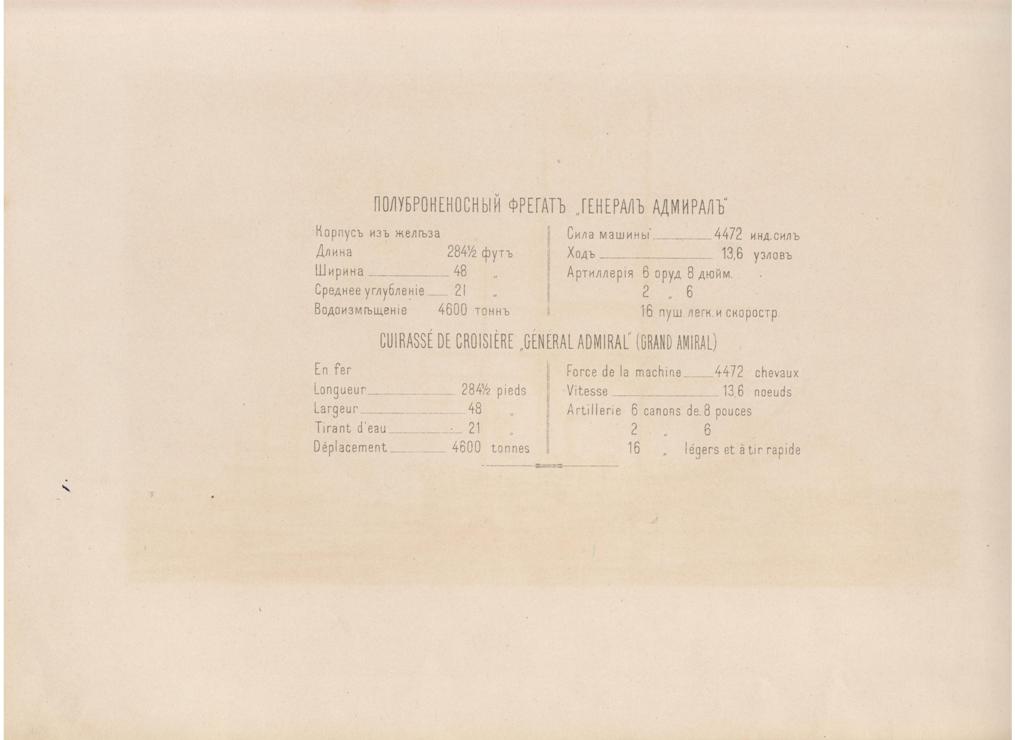 ПОЛУБРОНЕНОСНЫЙ ФРЕГАТЪ „ГЕНЕРАЛЪ АДМИРАЛЪ“
Корпусъ изъ желѣза
Длина 284½ футъ
Ширина 48 „
Среднее углубленіе 21 „
Водоизмѣщеніе 4600 тоннъ
Сила машины 4472 инд. силъ
Ходъ 13,6 узловъ
Артиллерія 6 оруд. 8 дюйм.
2 „ 6
16 пуш. легк. и скоростр.
CUIRASSÉ DE CROISIÈRE „GÉNÉRAL ADMIRAL“ (GRAND AMIRAL)
En fer
Longueur 284½ pieds
Largeur 48 „
Tirant d'eau 21 „
Déplacement 4600 tonnes
Force de la machine 4472 chevaux
Vitesse 13,6 noeuds
Artillerie 6 canons de 8 pouces
2 „ 6
16 „ légers et à tir rapide